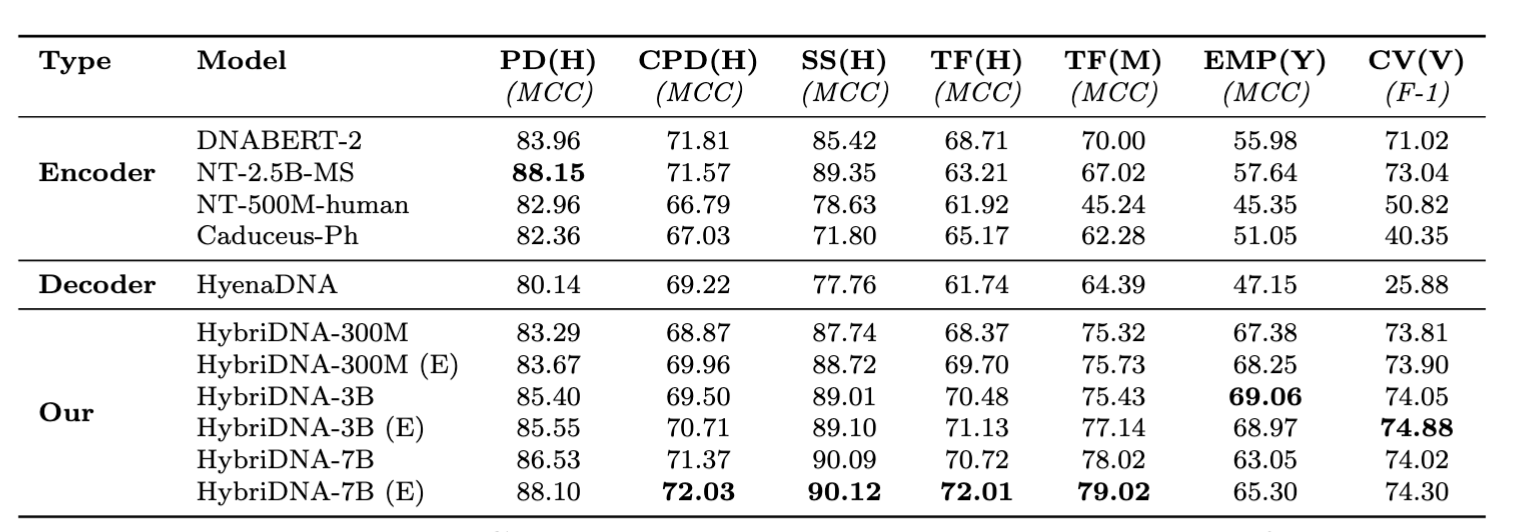 Type Model PD(H) CPD(H) SS(H) TF(H) TF(M) EMP(Y) CV(V)
(MCC) (MCC) (MCC) (MCC) (MCC) (MCC) (F-1)
DNABERT-2 83.96 71.81 85.42 68.71 70.00 55.98 71.02
Encoder NT-2.5B-MS 88.15 71.57 89.35 63.21 67.02 57.64 73.04
NT-500M-human 82.96 66.79 78.63 61.92 45.24 45.35 50.82
Caduceus-Ph 82.36 67.03 71.80 65.17 62.28 51.05 40.35
Decoder HyenaDNA 80.14 69.22 77.76 61.74 64.39 47.15 25.88
HybriDNA-300M 83.29 68.87 87.74 68.37 75.32 67.38 73.81
HybriDNA-300M (E) 83.67 69.96 88.72 69.70 75.73 68.25 73.90
HybriDNA-3B 85.40 69.50 89.01 70.48 75.43 69.06 74.05
Our
HybriDNA-3B (E) 85.55 70.71 89.10 71.13 77.14 68.97 74.88
HybriDNA-7B 86.53 71.37 90.09 70.72 78.02 63.05 74.02
HybriDNA-7B (E) 88.10 72.03 90.12 72.01 79.02 65.30 74.30